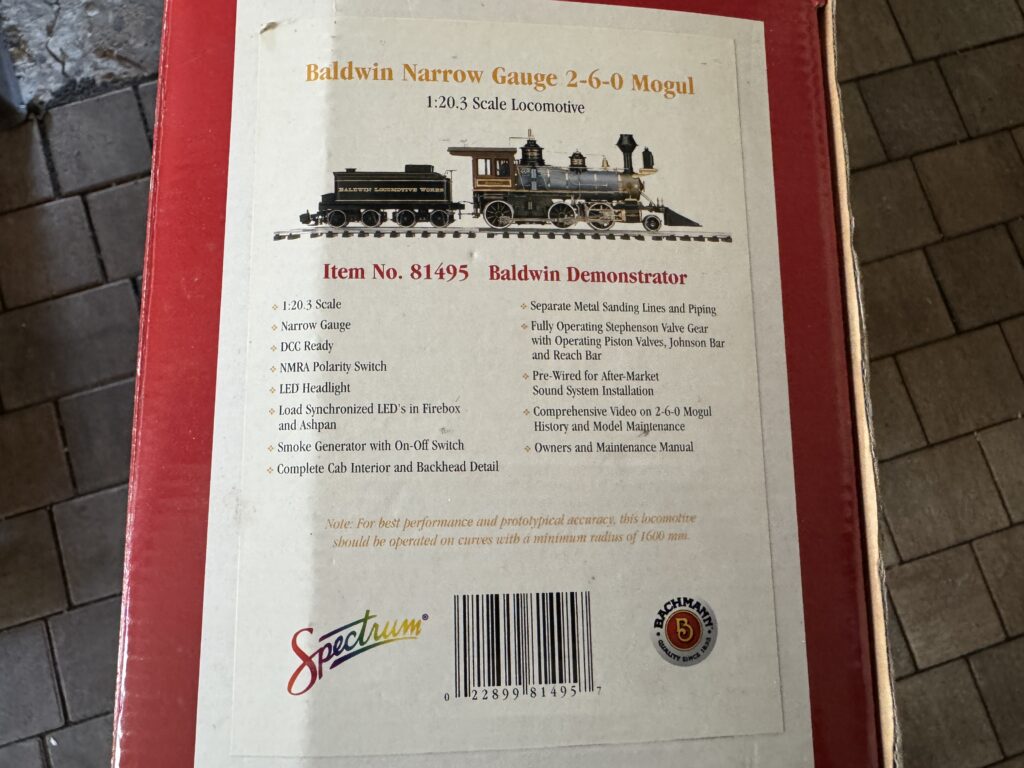 Baldwin Narrow Gauge 2-6-0 Mogul
1:20.3 Scale Locomotive
BALDWIN LOCOMOTIVE WORKS
Item No. 81495 Baldwin Demonstrator
1:20.3 Scale
Narrow Gauge
DCC Ready
NMRA Polarity Switch
LED Headlight
Load Synchronized LED's in Firebox
and Ashpan
Smoke Generator with On-Off Switch
Complete Cab Interior and Backhead Detail
Separate Metal Sanding Lines and Piping
Fully Operating Stephenson Valve Gear
with Operating Piston Valves, Johnson Bar
and Reach Bar
Pre-Wired for After-Market
Sound System Installation
Comprehensive Video on 2-6-0 Mogul
History and Model Maintenance
Owners and Maintenance Manual
Note: For best performance and prototypical accuracy, this locomotive
should be operated on curves with a minimum radius of 1600 mm.
Spectrum®
0 22899 81495 7
BACHMANN
B
QUALITY SINCE 1833